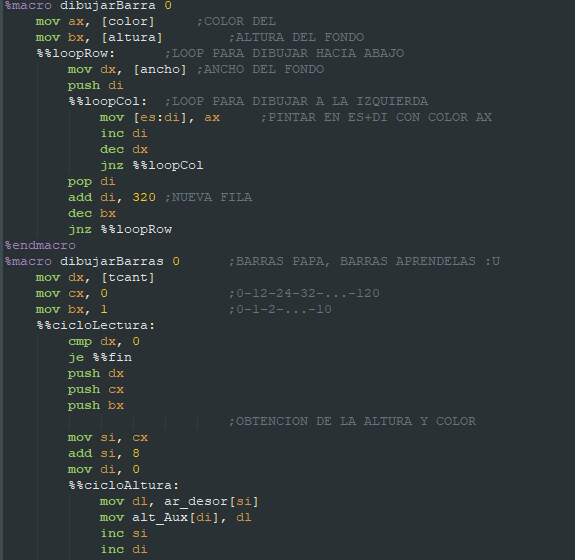 %macro dibujarBarra 0
mov ax, [color] ;COLOR DEL
mov bx, [altura] ;ALTURA DEL FONDO
%%loopRow: ;LOOP PARA DIBUJAR HACIA ABAJO
mov dx, [ancho] ;ANCHO DEL FONDO
push di
%%loopCol: ;LOOP PARA DIBUJAR A LA IZQUIERDA
mov [es:di], ax ;PINTAR EN ES+DI CON COLOR AX
inc di
dec dx
jnz %%loopCol
pop di
add di, 320 ;NUEVA FILA
dec bx
jnz %%loopRow
%endmacro
%macro dibujarBarras 0 ;BARRAS PAPA, BARRAS APRENDELAS :U
mov dx, [tcant]
mov cx, 0 ;0-12-24-32-...-120
mov bx, 1 ;0-1-2-...-10
%%cicloLectura:
cmp dx, 0
je %%fin
push dx
push cx
push bx
;OBTENCION DE LA ALTURA Y COLOR
mov si, cx
add si, 8
mov di, 0
%%cicloAltura:
mov dl, ar_desor[si]
mov alt_Aux[di], dl
inc si
inc di